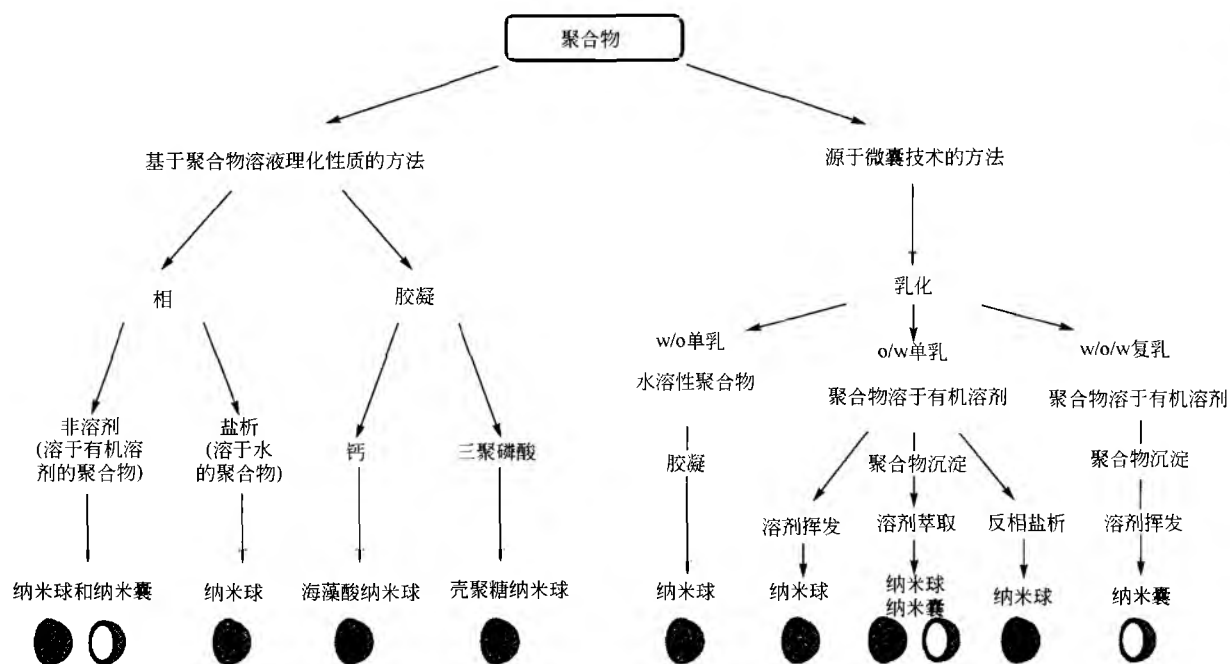 聚合物
基于聚合物溶液理化性质的方法
源于微囊技术的方法
相
胶凝
乳化
w/o单乳
水溶性聚合物
o/w单乳
聚合物溶于有机溶剂
w/o/w复乳
聚合物溶于有机溶剂
非溶剂
(溶于有机溶
剂的聚合物)
盐析
(溶于水
的聚合物)
钙
三聚磷酸
胶凝
聚合物沉淀
聚合物沉淀
溶剂挥发
溶剂萃取
反相盐析
溶剂挥发
纳米球和纳米囊
纳米球
海藻酸纳米球
壳聚糖纳米球
纳米球
纳米球
纳米球
纳米囊
纳米球
纳米囊